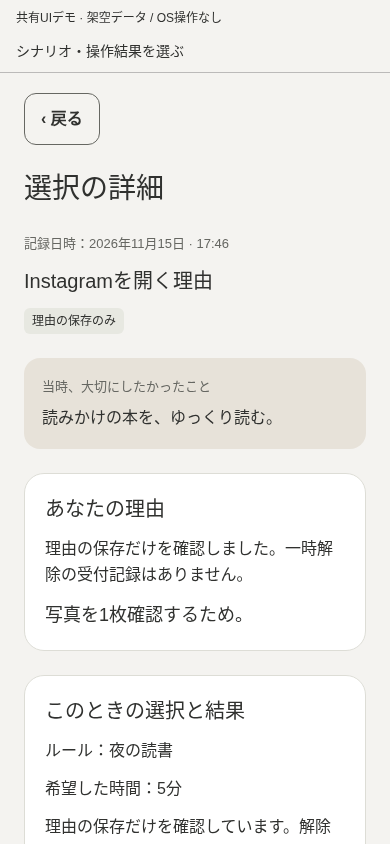 共有UIデモ · 架空データ / OS操作なし
シナリオ・操作結果を選ぶ
‹ 戻る
選択の詳細
記録日時：2026年11月15日 · 17:46
Instagramを開く理由
理由の保存のみ
当時、大切にしたかったこと
読みかけの本を、ゆっくり読む。
あなたの理由
理由の保存だけを確認しました。一時解
除の受付記録はありません。
写真を1枚確認するため。
このときの選択と結果
ルール：夜の読書
希望した時間：5分
理由の保存だけを確認しています。解除